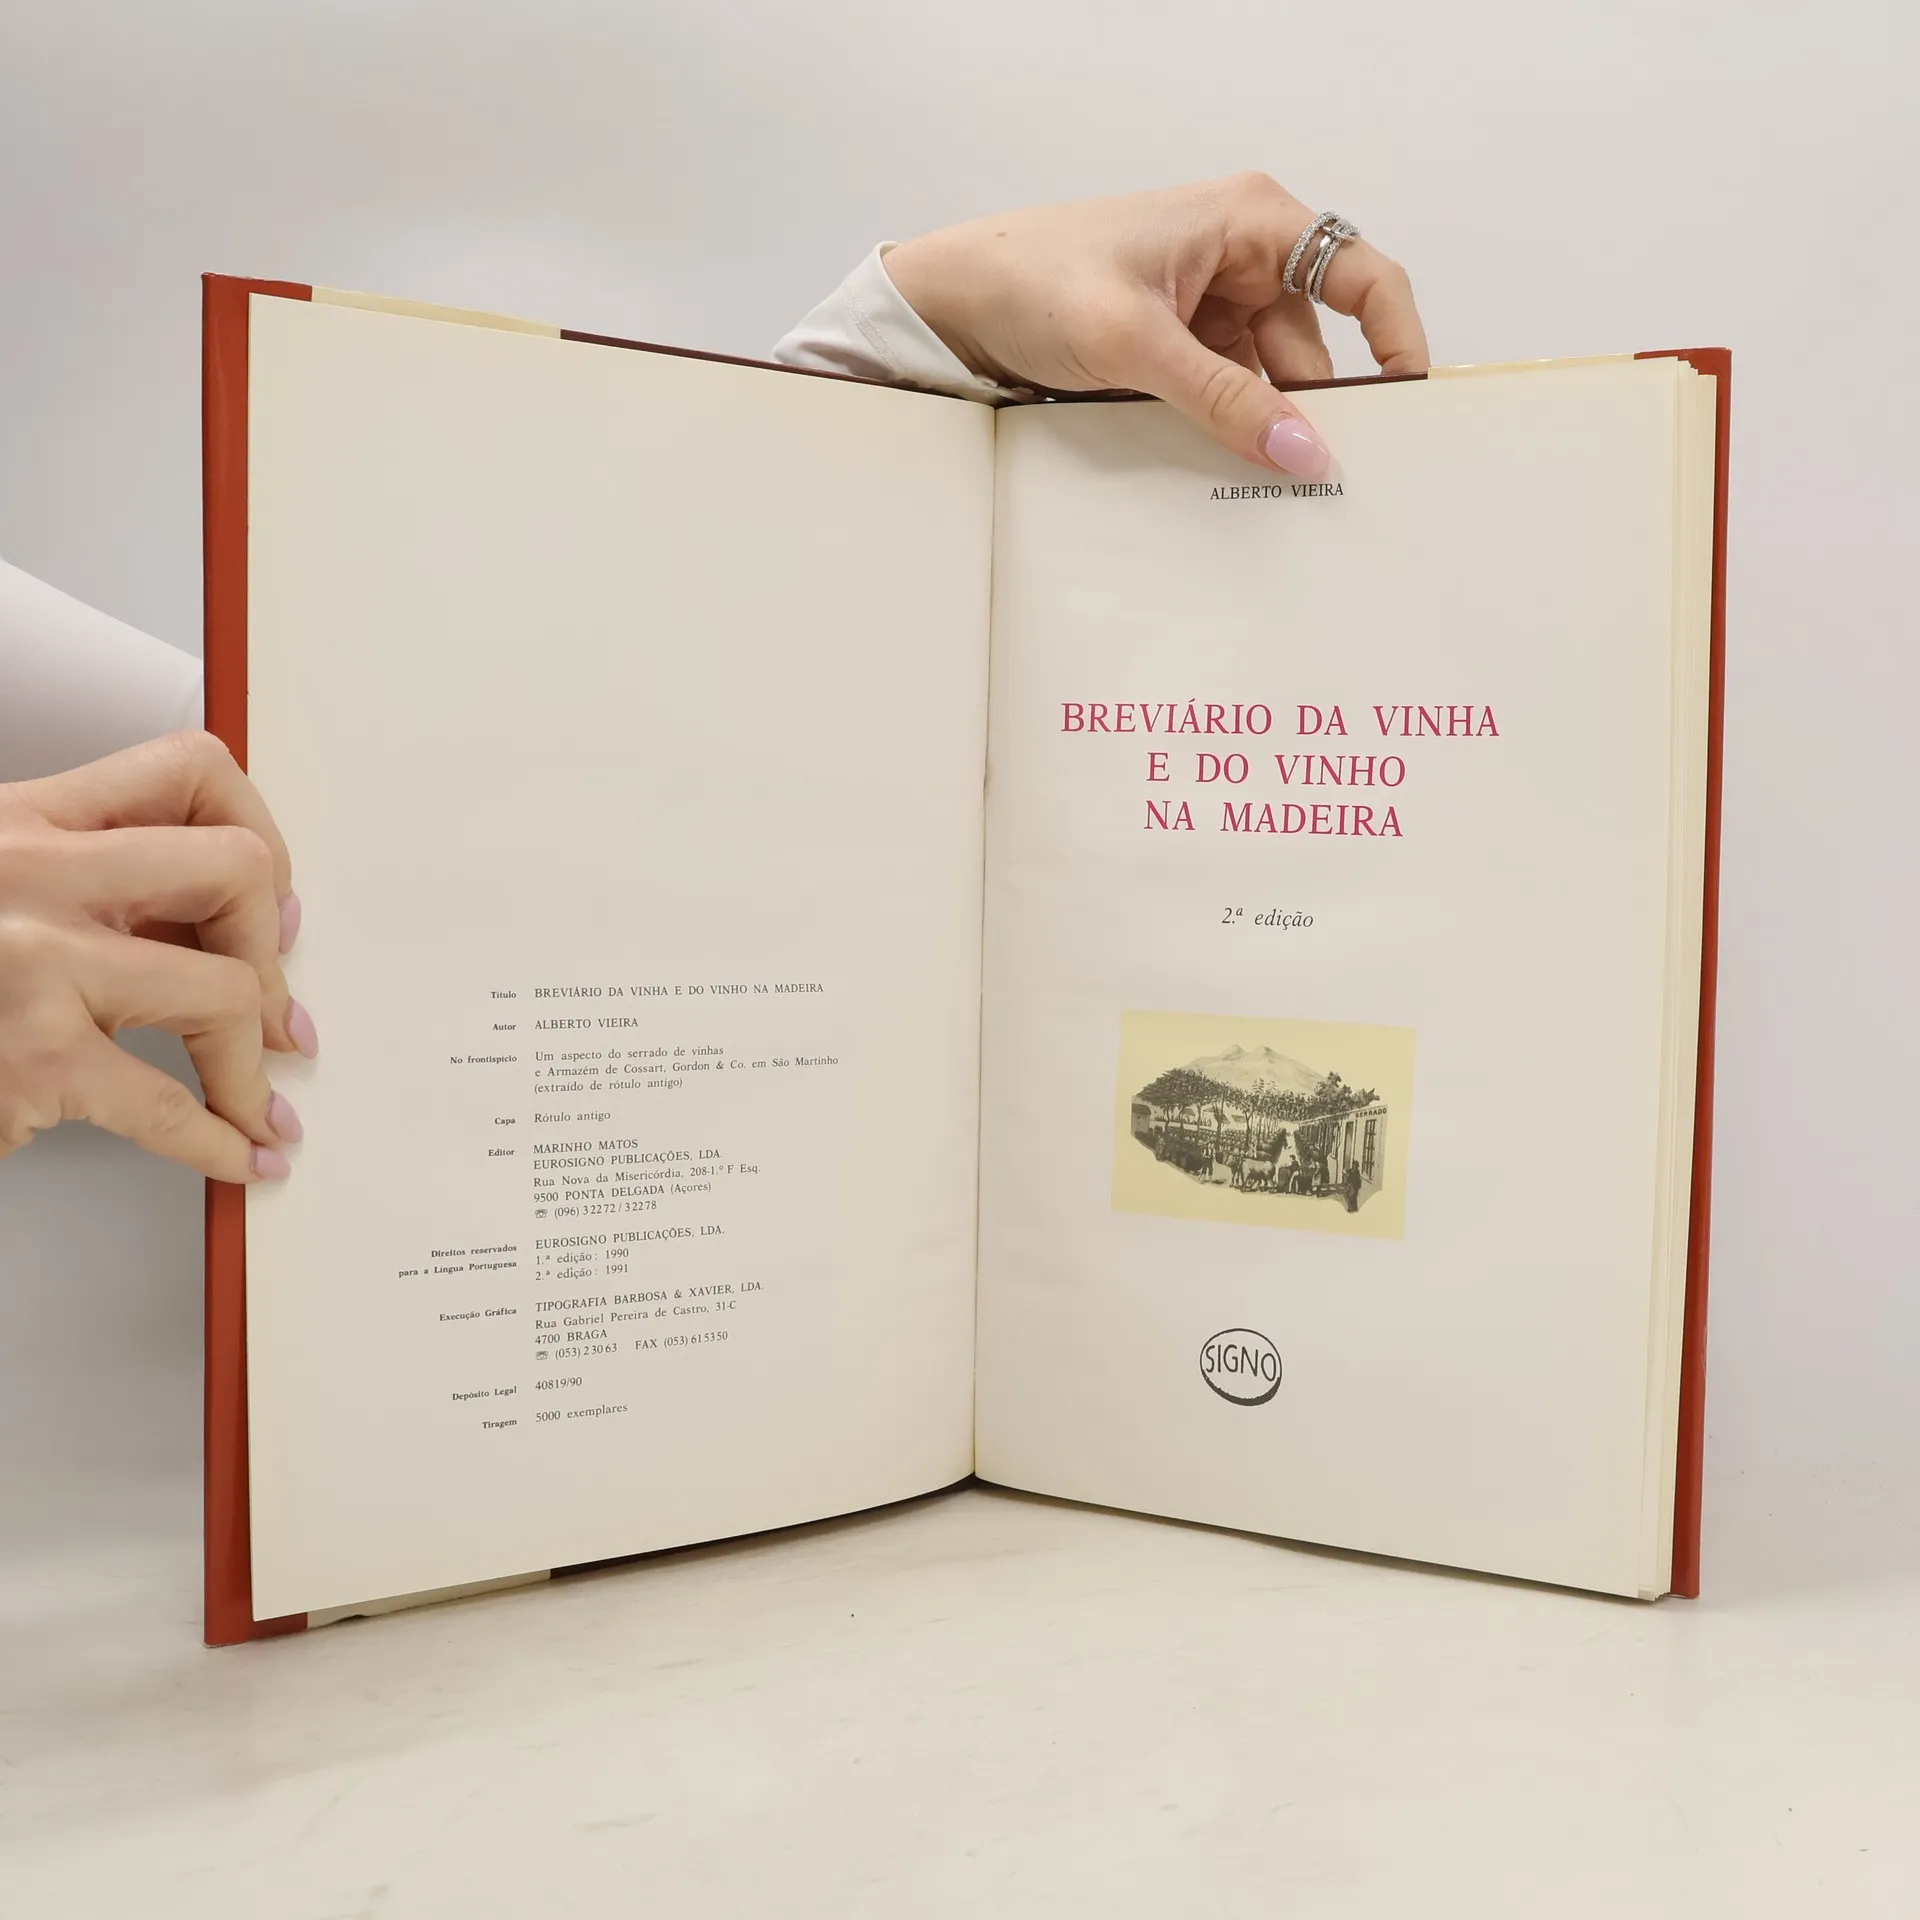 Título BREVIÁRIO DA VINHA E DO VINHO NA MADEIRA
Autor ALBERTO VIEIRA
No frontispício Um aspecto do serrado de vinhas
e Armazém de Cossart, Gordon & Co. em São Martinho
(extraído de rótulo antigo)
Capa Rótulo antigo
Editor MARINHO MATOS
EUROSIGNO PUBLICAÇÕES, LDA.
Rua Nova da Misericórdia, 208-1.º F Esq.
9500 PONTA DELGADA (Açores)
☏ (096) 32272 / 32278
Direitos reservados
para a Língua Portuguesa
EUROSIGNO PUBLICAÇÕES, LDA.
1.ª edição: 1990
2.ª edição: 1991
Execução Gráfica TIPOGRAFIA BARBOSA & XAVIER, LDA.
Rua Gabriel Pereira de Castro, 31-C
4700 BRAGA
☏ (053) 23063 FAX (053) 615350
Depósito Legal 40819/90
Tiragem 5000 exemplares
ALBERTO VIEIRA
BREVIÁRIO DA VINHA
E DO VINHO
NA MADEIRA
2.ª edição
SERRADO
SIGNO